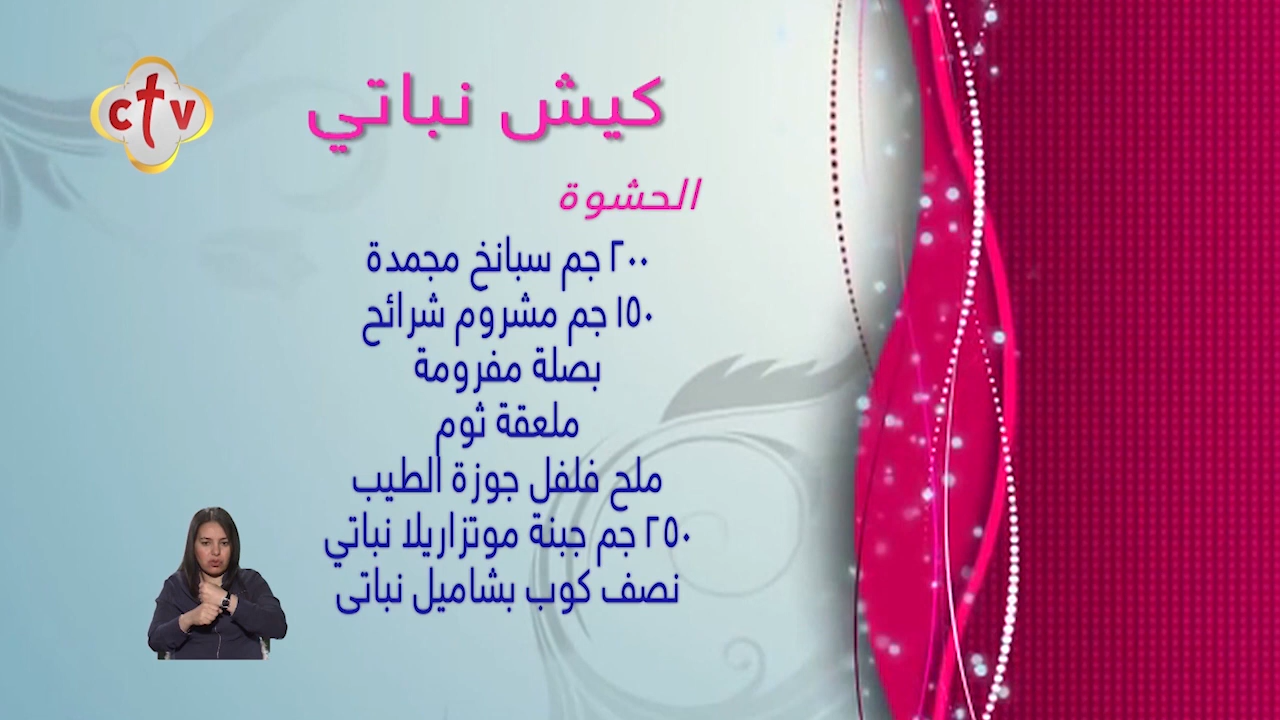 ctv
كيش نباتي
الحشوة
٢٠٠ جم سبانخ مجمدة
١٥٠ جم مشروم شرائح
بصلة مفرومة
ملعقة ثوم
ملح فلفل جوزة الطيب
٢٥٠ جم جبنة موتزاريلا نباتي
نصف كوب بشاميل نباتى